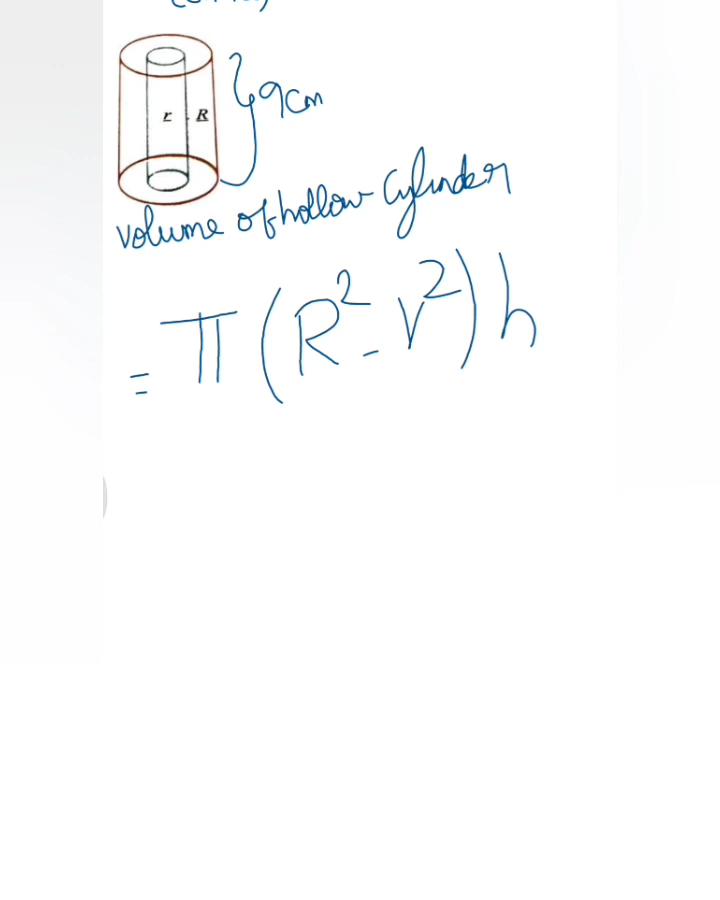 r R
9cm
volume of hollow Cylinder
= π (R² - r²) h